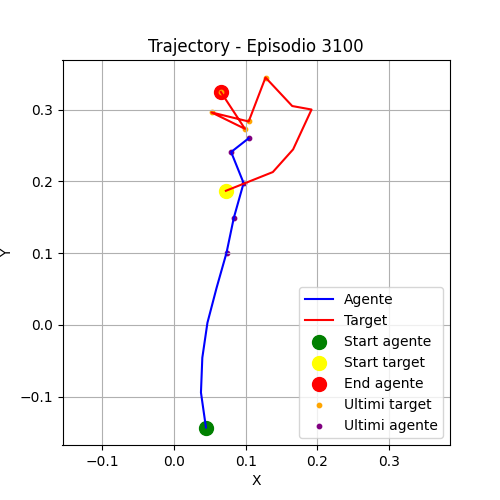 Trajectory - Episodio 3100
Y
0.3
0.2
0.1
0.0
−0.1
−0.1
0.0
0.1
0.2
0.3
X
Agente
Target
Start agente
Start target
End agente
Ultimi target
Ultimi agente